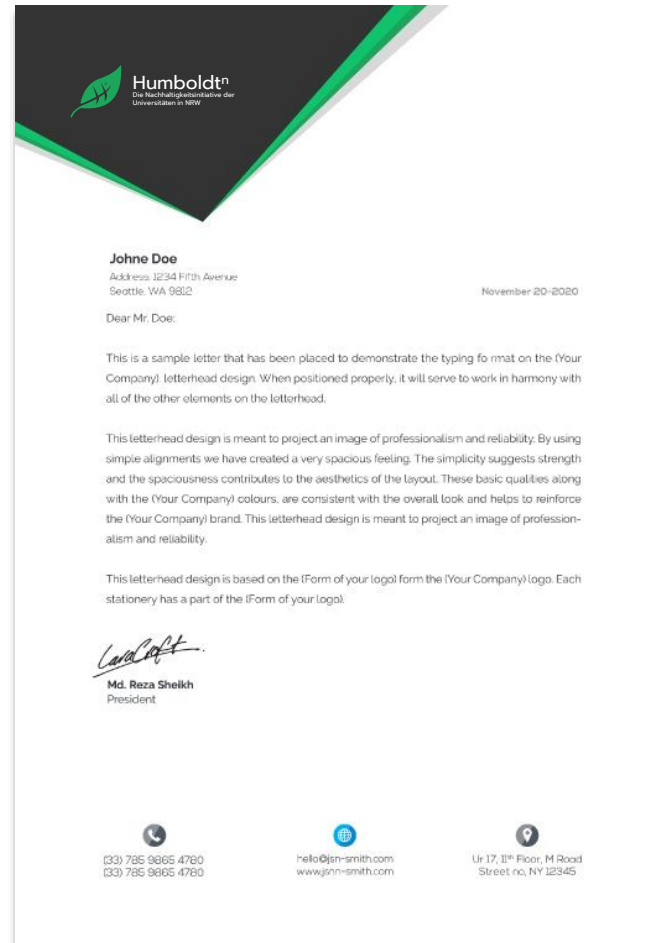 Humboldtⁿ
Die Nachhaltigkeitsinitiative der
Universitäten in NRW
Johne Doe
Address: 1234 Fifth Avenue
Seattle, WA 9812
November 20-2020
Dear Mr. Doe:
This is a sample letter that has been placed to demonstrate the typing fo rmat on the (Your
Company). letterhead design. When positioned properly, it will serve to work in harmony with
all of the other elements on the letterhead.
This letterhead design is meant to project an image of professionalism and reliability. By using
simple alignments we have created a very spacious feeling. The simplicity suggests strength
and the spaciousness contributes to the aesthetics of the layout. These basic qualities along
with the (Your Company) colours, are consistent with the overall look and helps to reinforce
the (Your Company) brand. This letterhead design is meant to project an image of profession-
alism and reliability.
This letterhead design is based on the (Form of your logo) form the (Your Company) logo. Each
stationery has a part of the (Form of your logo).
LaraCroft
Md. Reza Sheikh
President
(33) 785 9865 4780
(33) 785 9865 4780
hello@jsn-smith.com
www.jsnn-smith.com
Ur 17, 11th Floor, M Road
Street no, NY 12345